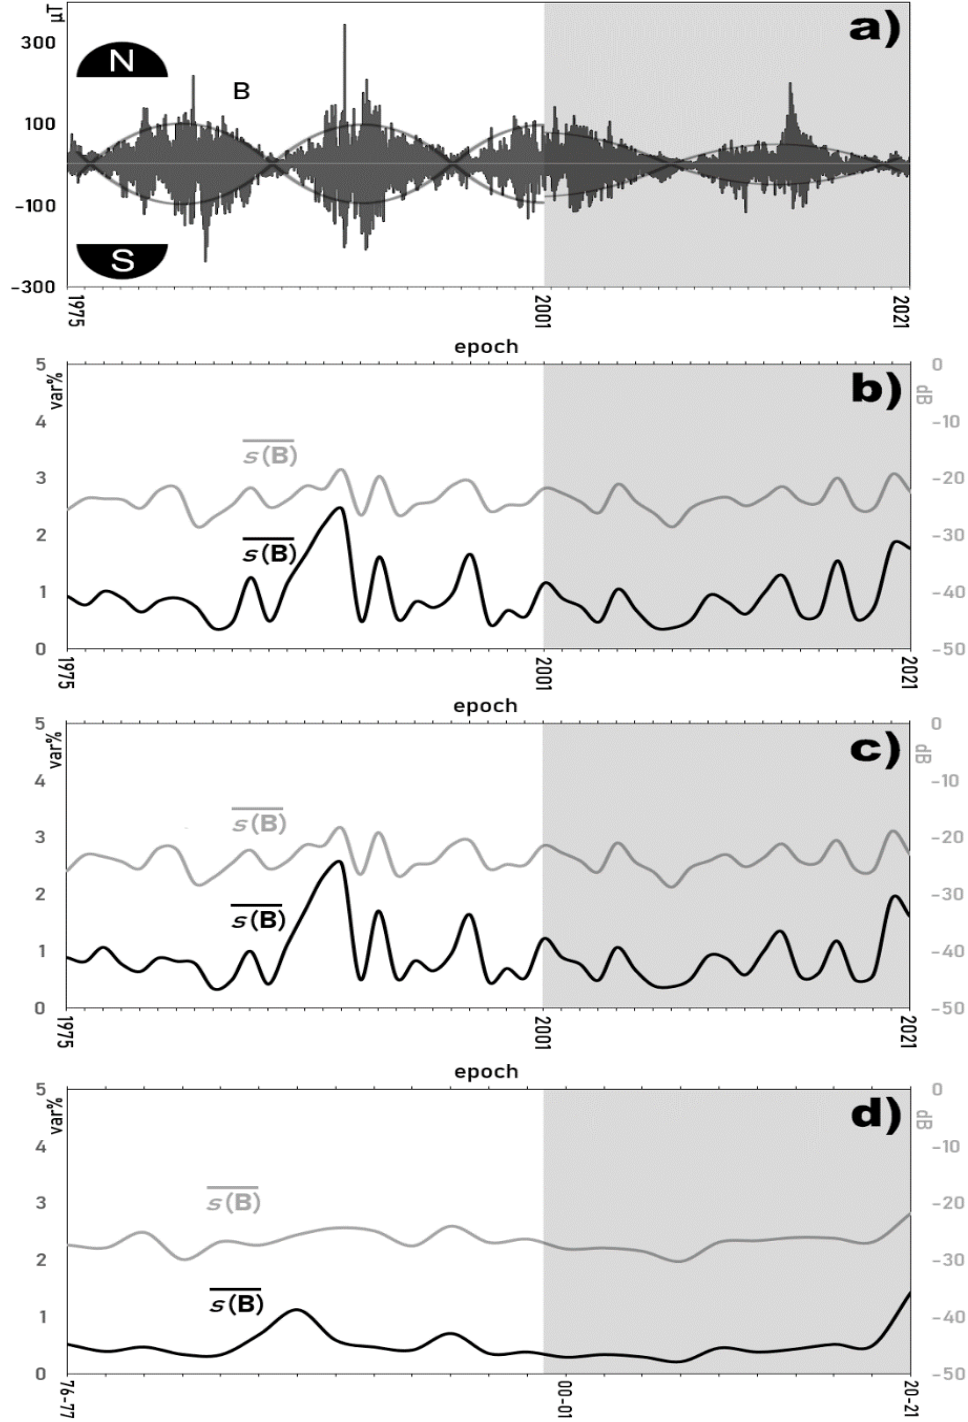 μT
a)
300
N
B
100
-100
S
-300
1975
2001
2021
epoch
5
var%
b)
0
dB
4
-10
s(B)
3
-20
2
s(B)
-30
1
-40
0
-50
1975
2001
2021
epoch
5
var%
c)
0
dB
4
-10
s(B)
3
-20
2
s(B)
-30
1
-40
0
-50
1975
2001
2021
epoch
5
var%
d)
0
dB
4
-10
s(B)
3
-20
2
-30
s(B)
1
-40
0
-50
76-77
00-01
20-21